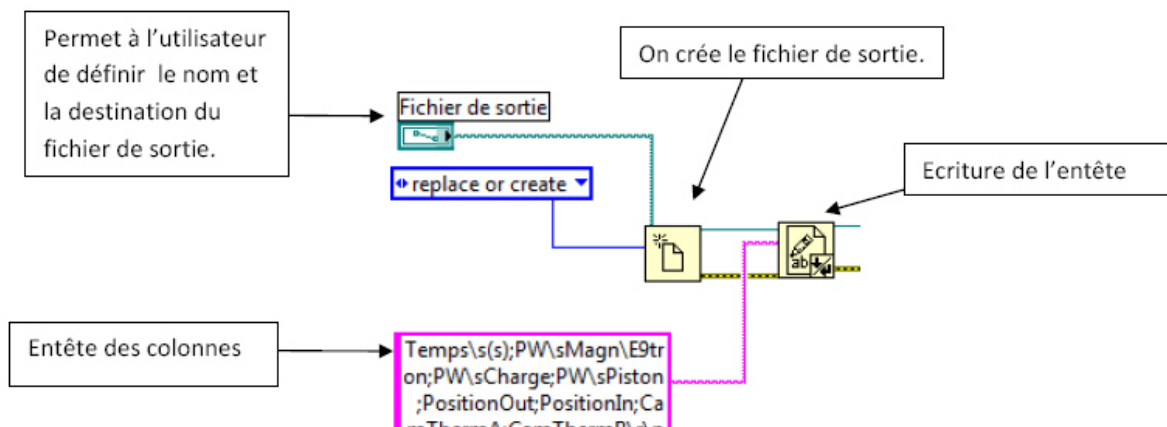 Permet à l'utilisateur
de définir le nom et
la destination du
fichier de sortie.
On crée le fichier de sortie.
Fichier de sortie
replace or create
Ecriture de l'entête
ab
Entête des colonnes
Temps\s(s);PW\sMagn\E9tr
on;PW\sCharge;PW\sPiston
;PositionOut;PositionIn;Ca